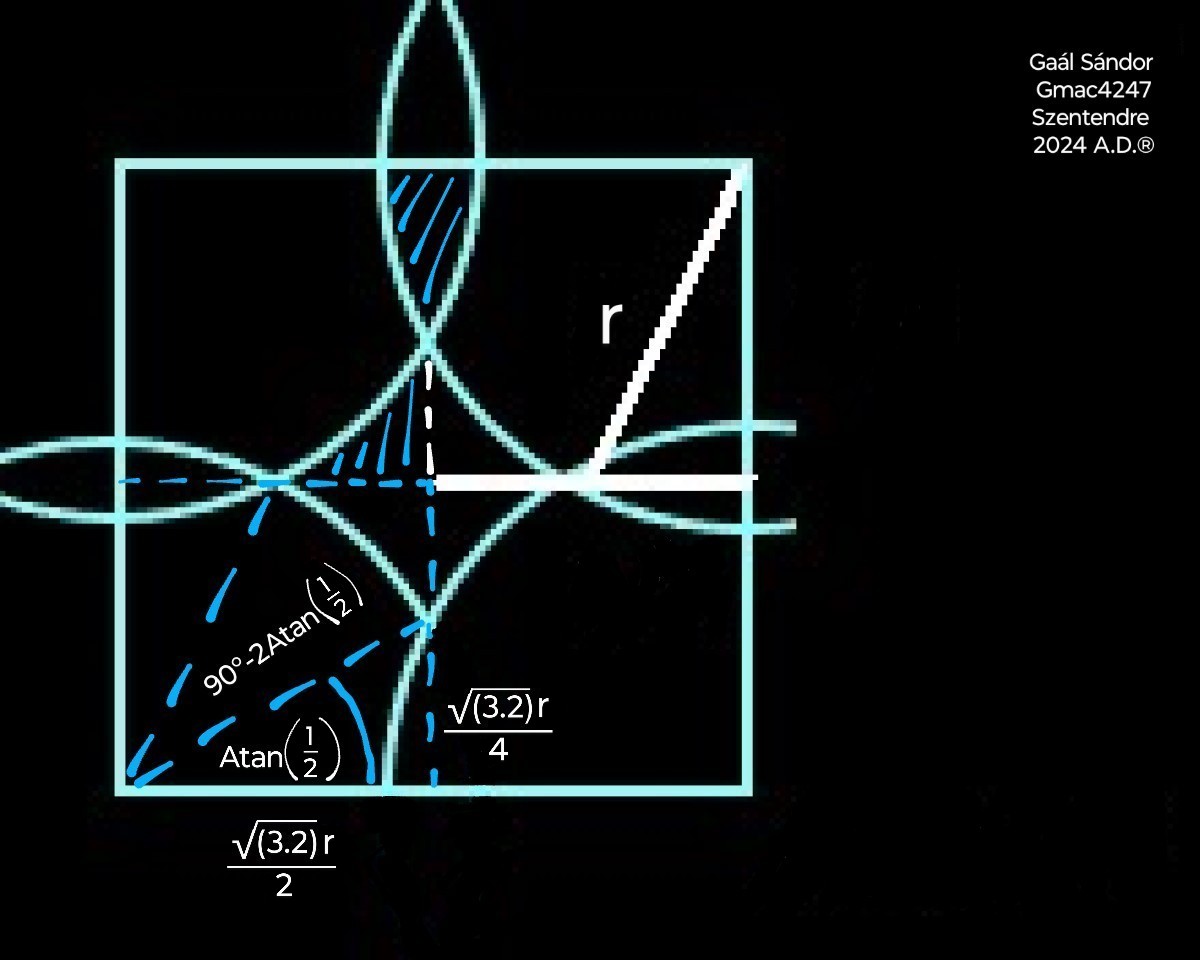 Gaál Sándor
Gmac4247
Szentendre
2024 A.D.®
r
90°-2Atan(1/2)
Atan(1/2)
√(3.2)r
4
√(3.2)r
2